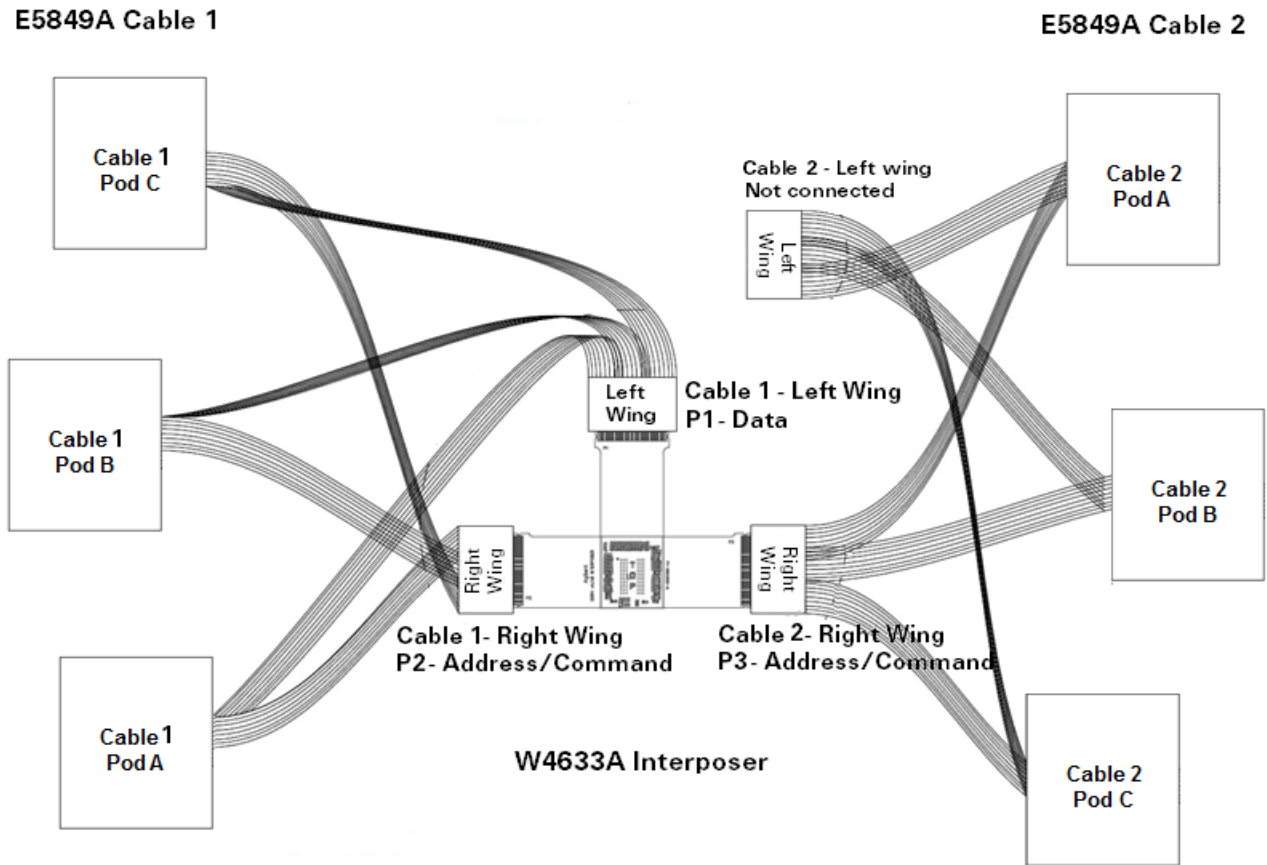 E5849A Cable 1
E5849A Cable 2
Cable 1
Pod C
Cable 2 - Left wing
Not connected
Left
Wing
Cable 2
Pod A
Left
Wing
Cable 1 - Left Wing
P1- Data
Cable 1
Pod B
Cable 2
Pod B
Right
Wing
Right
Wing
Cable 1- Right Wing
P2- Address/Command
Cable 2- Right Wing
P3- Address/Command
Cable 1
Pod A
W4633A Interposer
Cable 2
Pod C